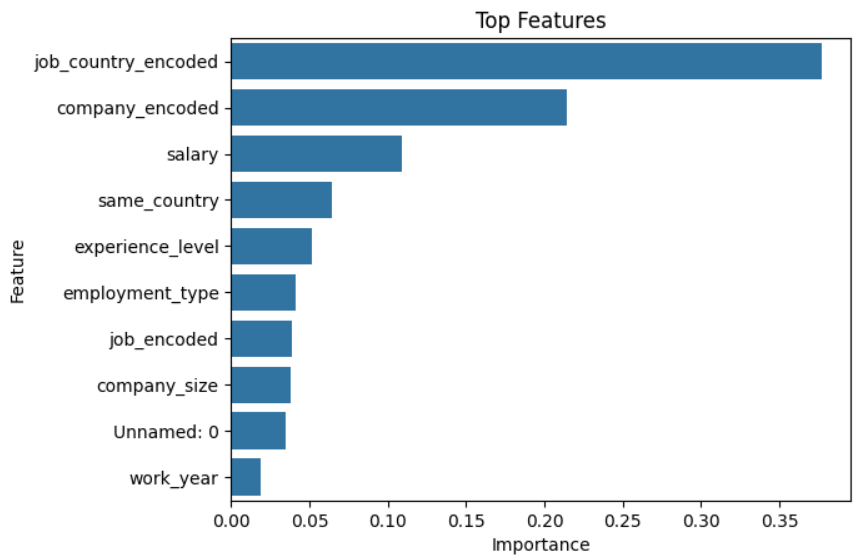 Top Features
Feature
job_country_encoded
company_encoded
salary
same_country
experience_level
employment_type
job_encoded
company_size
Unnamed: 0
work_year
0.00 0.05 0.10 0.15 0.20 0.25 0.30 0.35
Importance